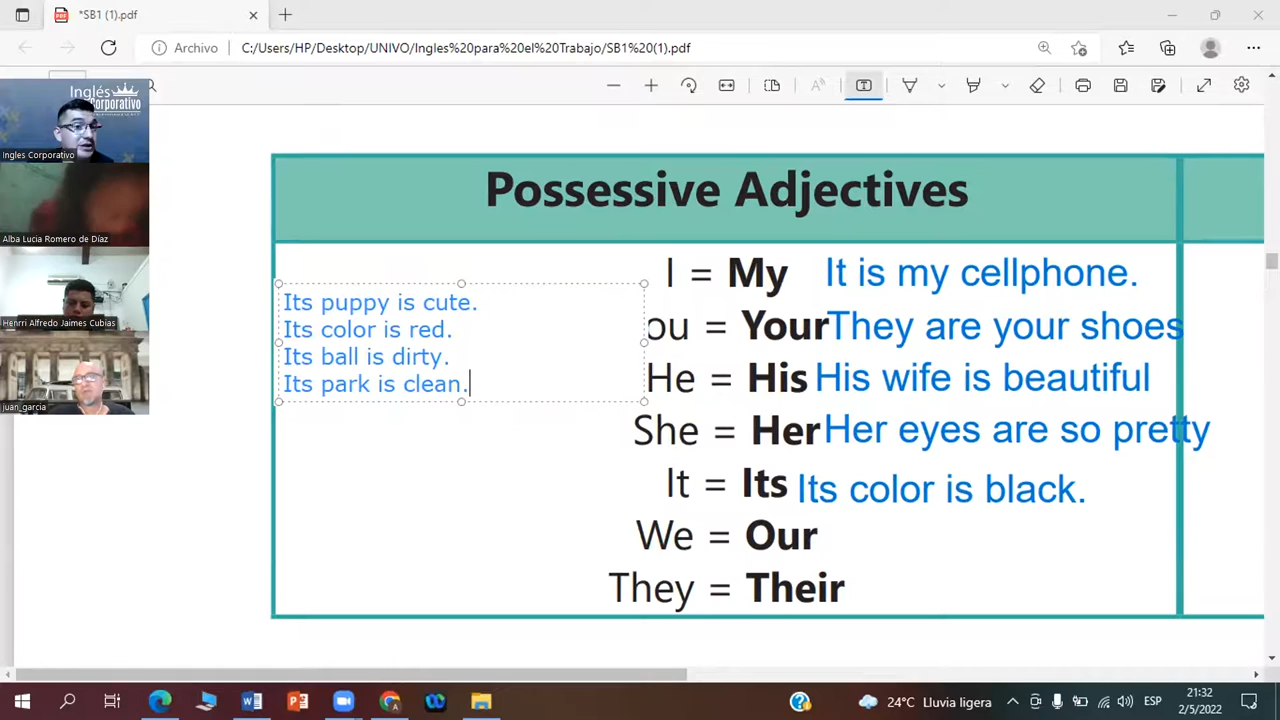 *SB1 (1).pdf
Archivo
C:/Users/HP/Desktop/UNIVO/Ingles%20para%20el%20Trabajo/SB1%20(1).pdf
Inglés
Corporativo
Ingles Corporativo
Alba Lucia Romero de Díaz
Henrri Alfredo Jaimes Cubias
juan_garcia
Possessive Adjectives
I = My It is my cellphone.
ou = Your They are your shoes
He = His His wife is beautiful
She = Her Her eyes are so pretty
It = Its Its color is black.
We = Our
They = Their
Its puppy is cute.
Its color is red.
Its ball is dirty.
Its park is clean.
24°C Lluvia ligera
ESP
21:32
2/5/2022